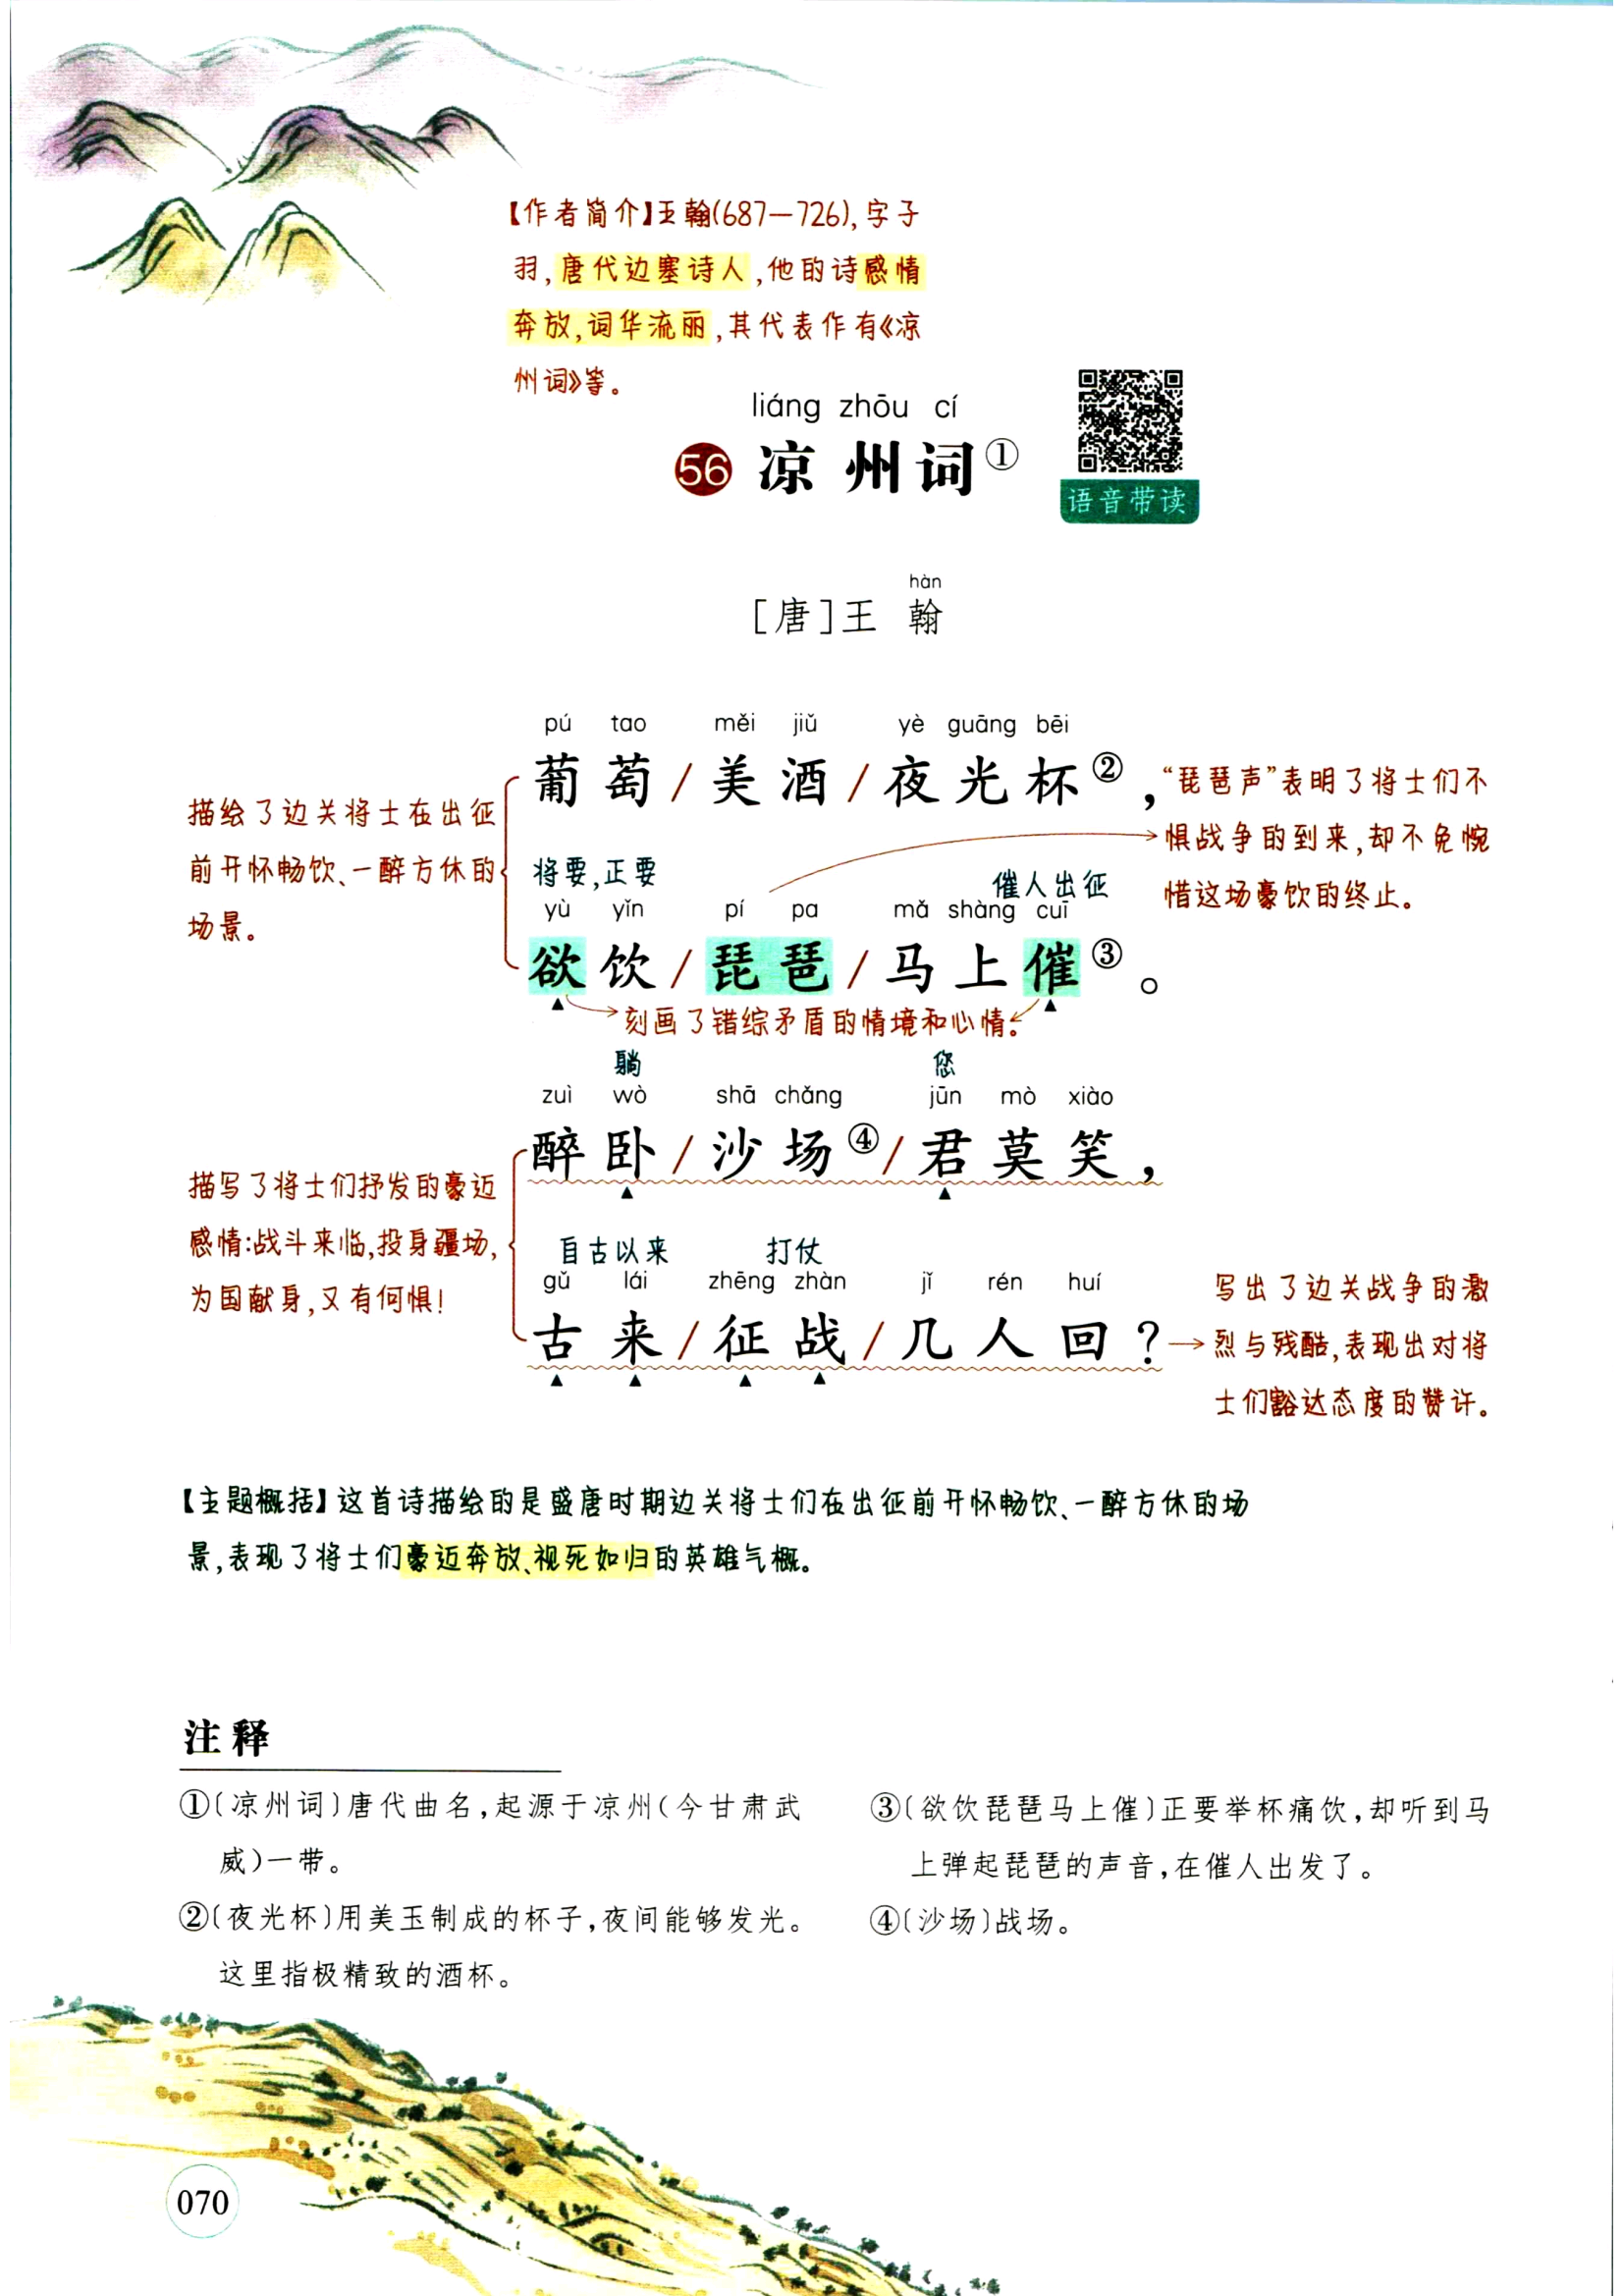 【作者简介】王翰(687—726),字子
羽,唐代边塞诗人,他的诗感情
奔放,词华流丽,其代表作有《凉
州词》等。
liáng zhōu cí
56 凉州词①
语音带读
hàn
[唐]王 翰
pú tao měi jiǔ yè guāng bēi
葡萄/美酒/夜光杯②,
描绘了边关将士在出征
前开怀畅饮、一醉方休的
场景。
“琵琶声”表明了将士们不
惧战争的到来,却不免惋
惜这场豪饮的终止。
将要,正要 催人出征
yù yǐn pí pa mǎ shàng cuī
欲饮/琵琶/马上催③。
刻画了错综矛盾的情境和心情。
躺 您
zuì wò shā chǎng jūn mò xiào
醉卧/沙场④/君莫笑,
描写了将士们抒发的豪迈
感情:战斗来临,投身疆场,
为国献身,又有何惧!
自古以来 打仗
gǔ lái zhēng zhàn jǐ rén huí
古来/征战/几人回?
写出了边关战争的激
烈与残酷,表现出对将
士们豁达态度的赞许。
【主题概括】这首诗描绘的是盛唐时期边关将士们在出征前开怀畅饮、一醉方休的场
景,表现了将士们豪迈奔放、视死如归的英雄气概。
注释
①〔凉州词〕唐代曲名,起源于凉州(今甘肃武
威)一带。
②〔夜光杯〕用美玉制成的杯子,夜间能够发光。
这里指极精致的酒杯。
③〔欲饮琵琶马上催〕正要举杯痛饮,却听到马
上弹起琵琶的声音,在催人出发了。
④〔沙场〕战场。
070